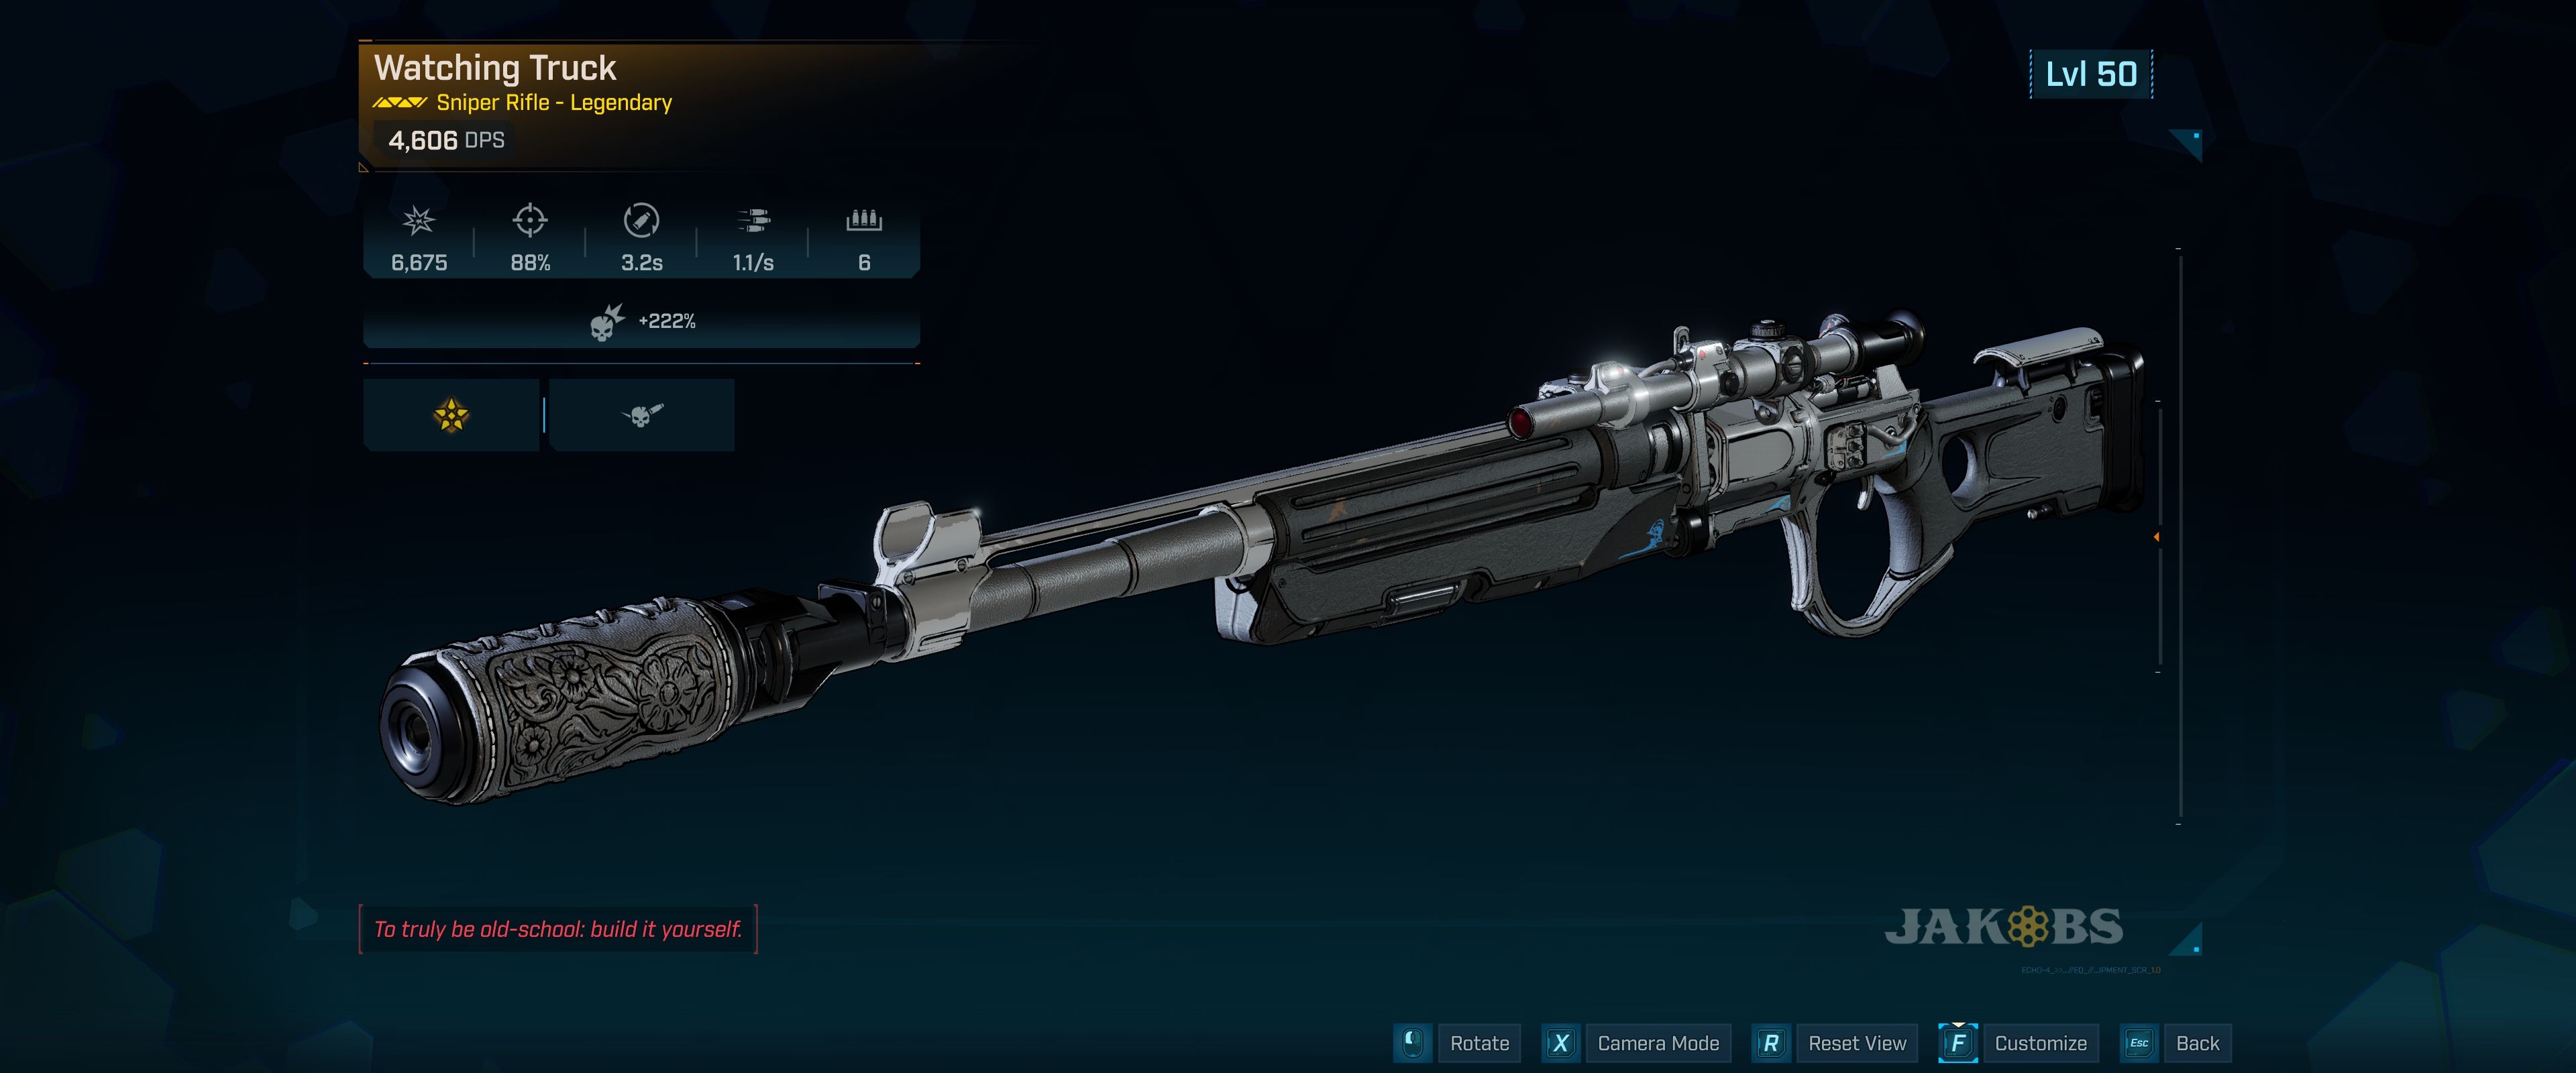 Watching Truck
Lvl 50
Sniper Rifle - Legendary
4,606 DPS
6,675 88% 3.2s 1.1/s 6
+222%
To truly be old-school: build it yourself.
JAKOBS
Rotate X Camera Mode R Reset View F Customize Esc Back